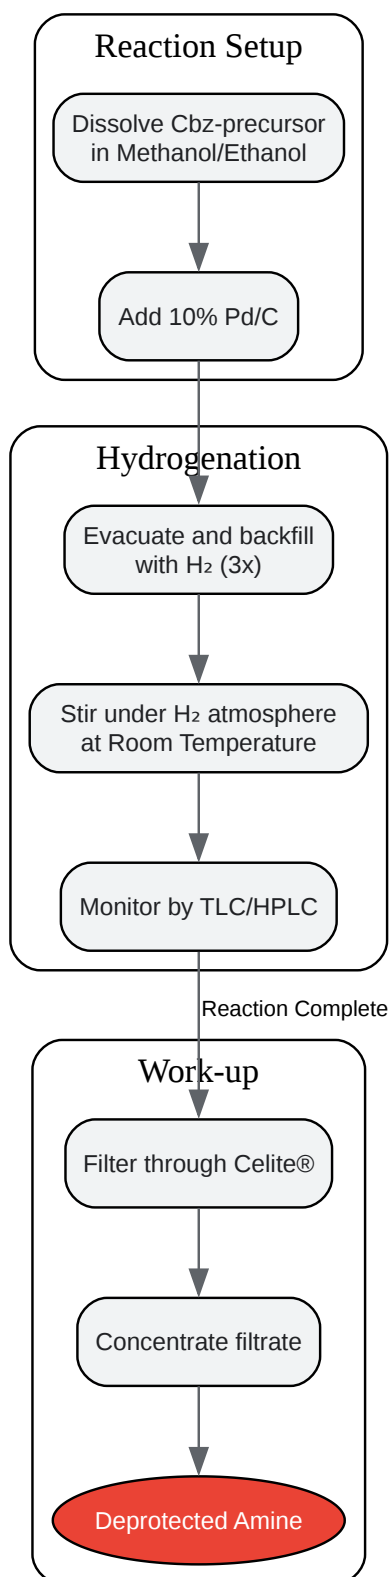 Reaction Setup
Dissolve Cbz-precursor
in Methanol/Ethanol
Add 10% Pd/C
Hydrogenation
Evacuate and backfill
with H₂ (3x)
Stir under H₂ atmosphere
at Room Temperature
Monitor by TLC/HPLC
Reaction Complete
Work-up
Filter through Celite®
Concentrate filtrate
Deprotected Amine